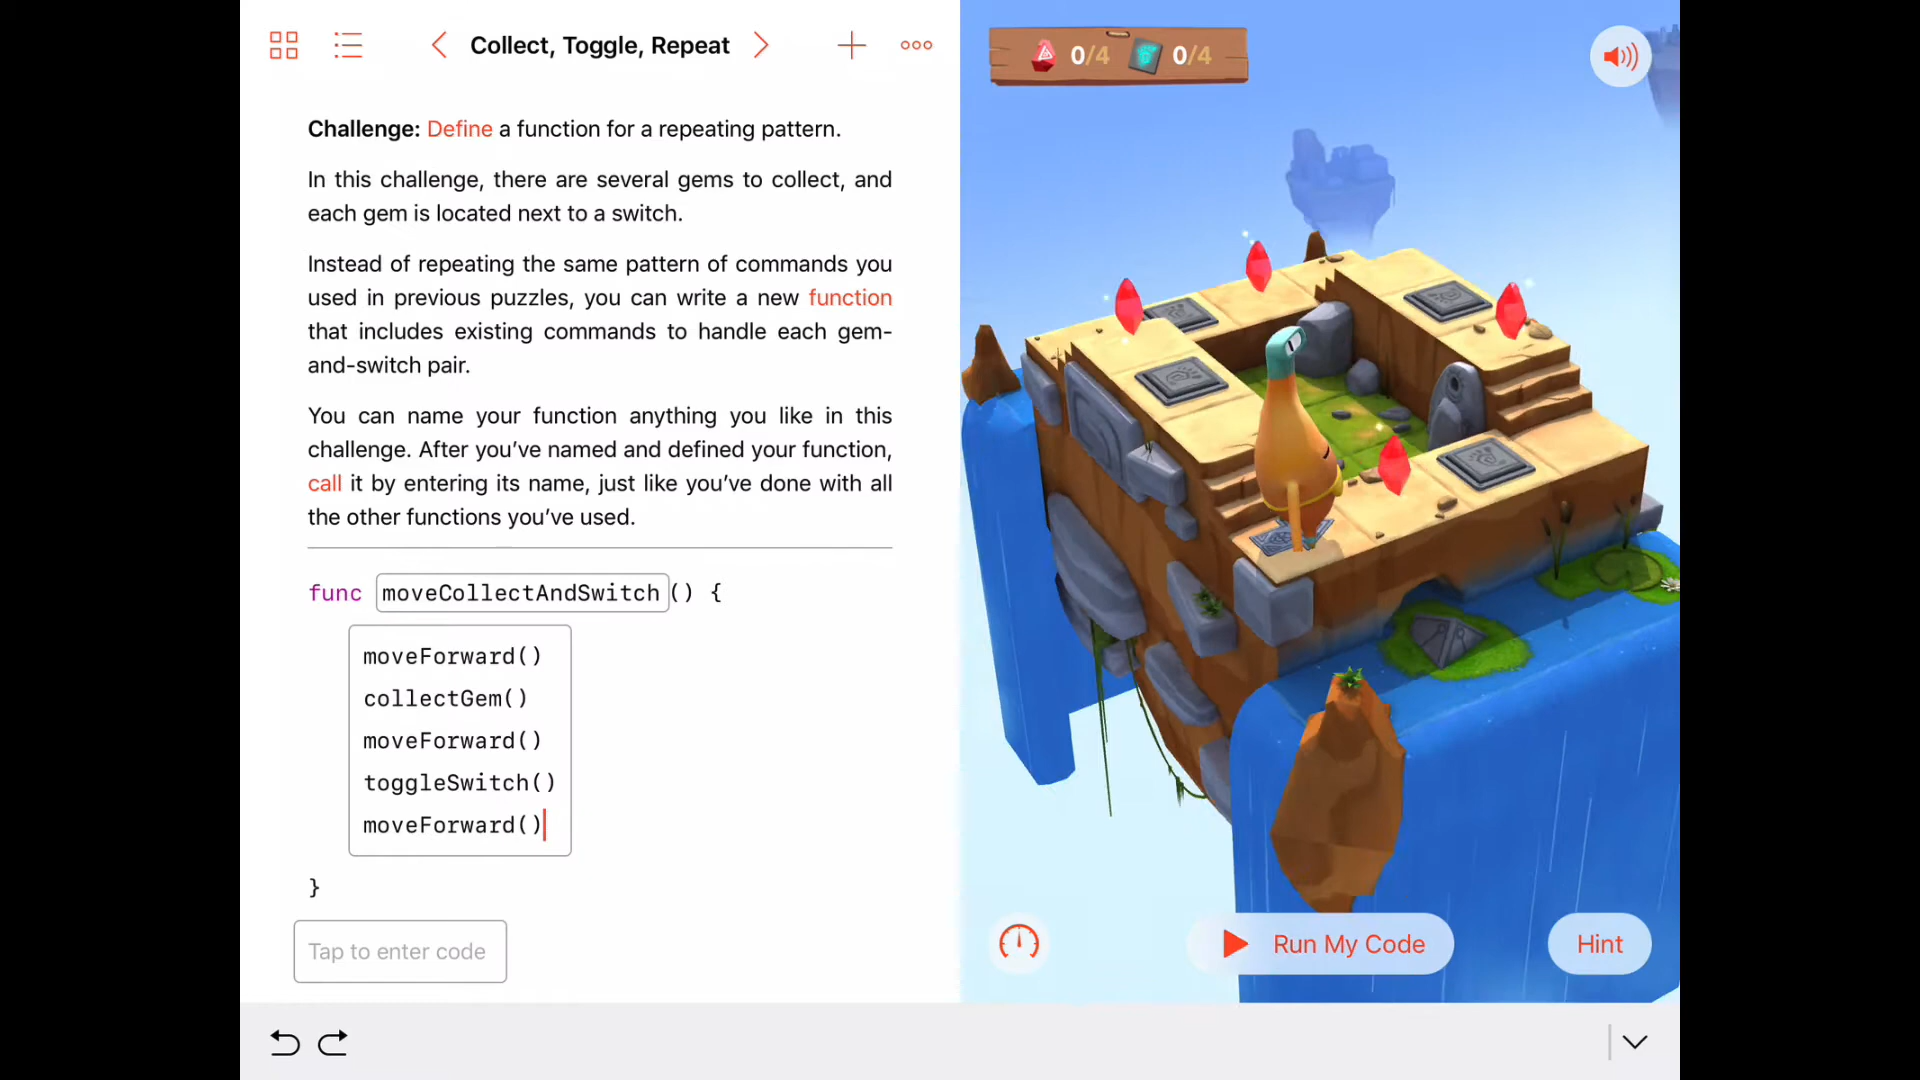 Collect, Toggle, Repeat
0/4 0/4
Challenge: Define a function for a repeating pattern.
In this challenge, there are several gems to collect, and
each gem is located next to a switch.
Instead of repeating the same pattern of commands you
used in previous puzzles, you can write a new function
that includes existing commands to handle each gem-
and-switch pair.
You can name your function anything you like in this
challenge. After you’ve named and defined your function,
call it by entering its name, just like you’ve done with all
the other functions you’ve used.
func moveCollectAndSwitch() {
moveForward()
collectGem()
moveForward()
toggleSwitch()
moveForward()
}
Tap to enter code
Run My Code
Hint